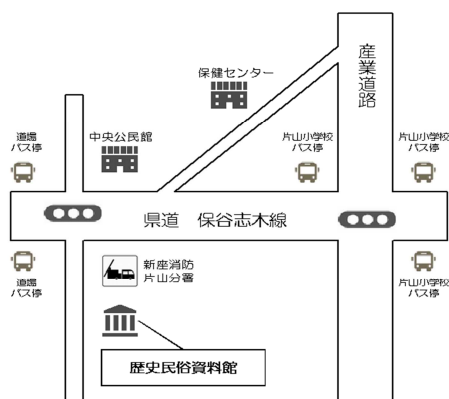 保健センター
産業道路
道場
バス停
中央公民館
片山小学校
バス停
片山小学校
バス停
県道 保谷志木線
道場
バス停
新座消防
片山分署
片山小学校
バス停
歴史民俗資料館